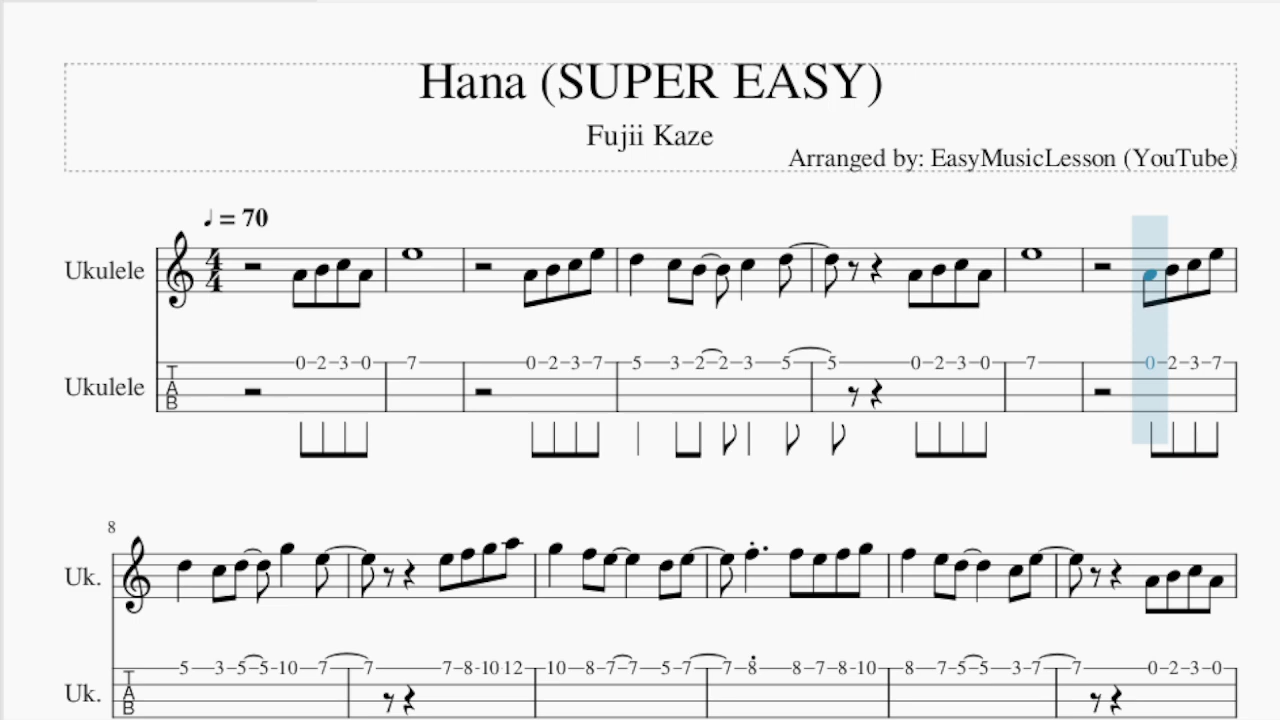 Hana (SUPER EASY)
Fujii Kaze
Arranged by: EasyMusicLesson (YouTube)
♩ = 70
Ukulele
4
4
Ukulele
T
A
B
0 2 3 0 7 0 2 3 7 5 3 2 2 3 5 5 0 2 3 0 7 0 2 3 7
8
Uk.
Uk.
T
A
B
5 3 5 5 10 7 7 7 8 10 12 10 8 7 7 5 7 7 8 8 7 8 10 8 7 5 5 3 7 7 0 2 3 0